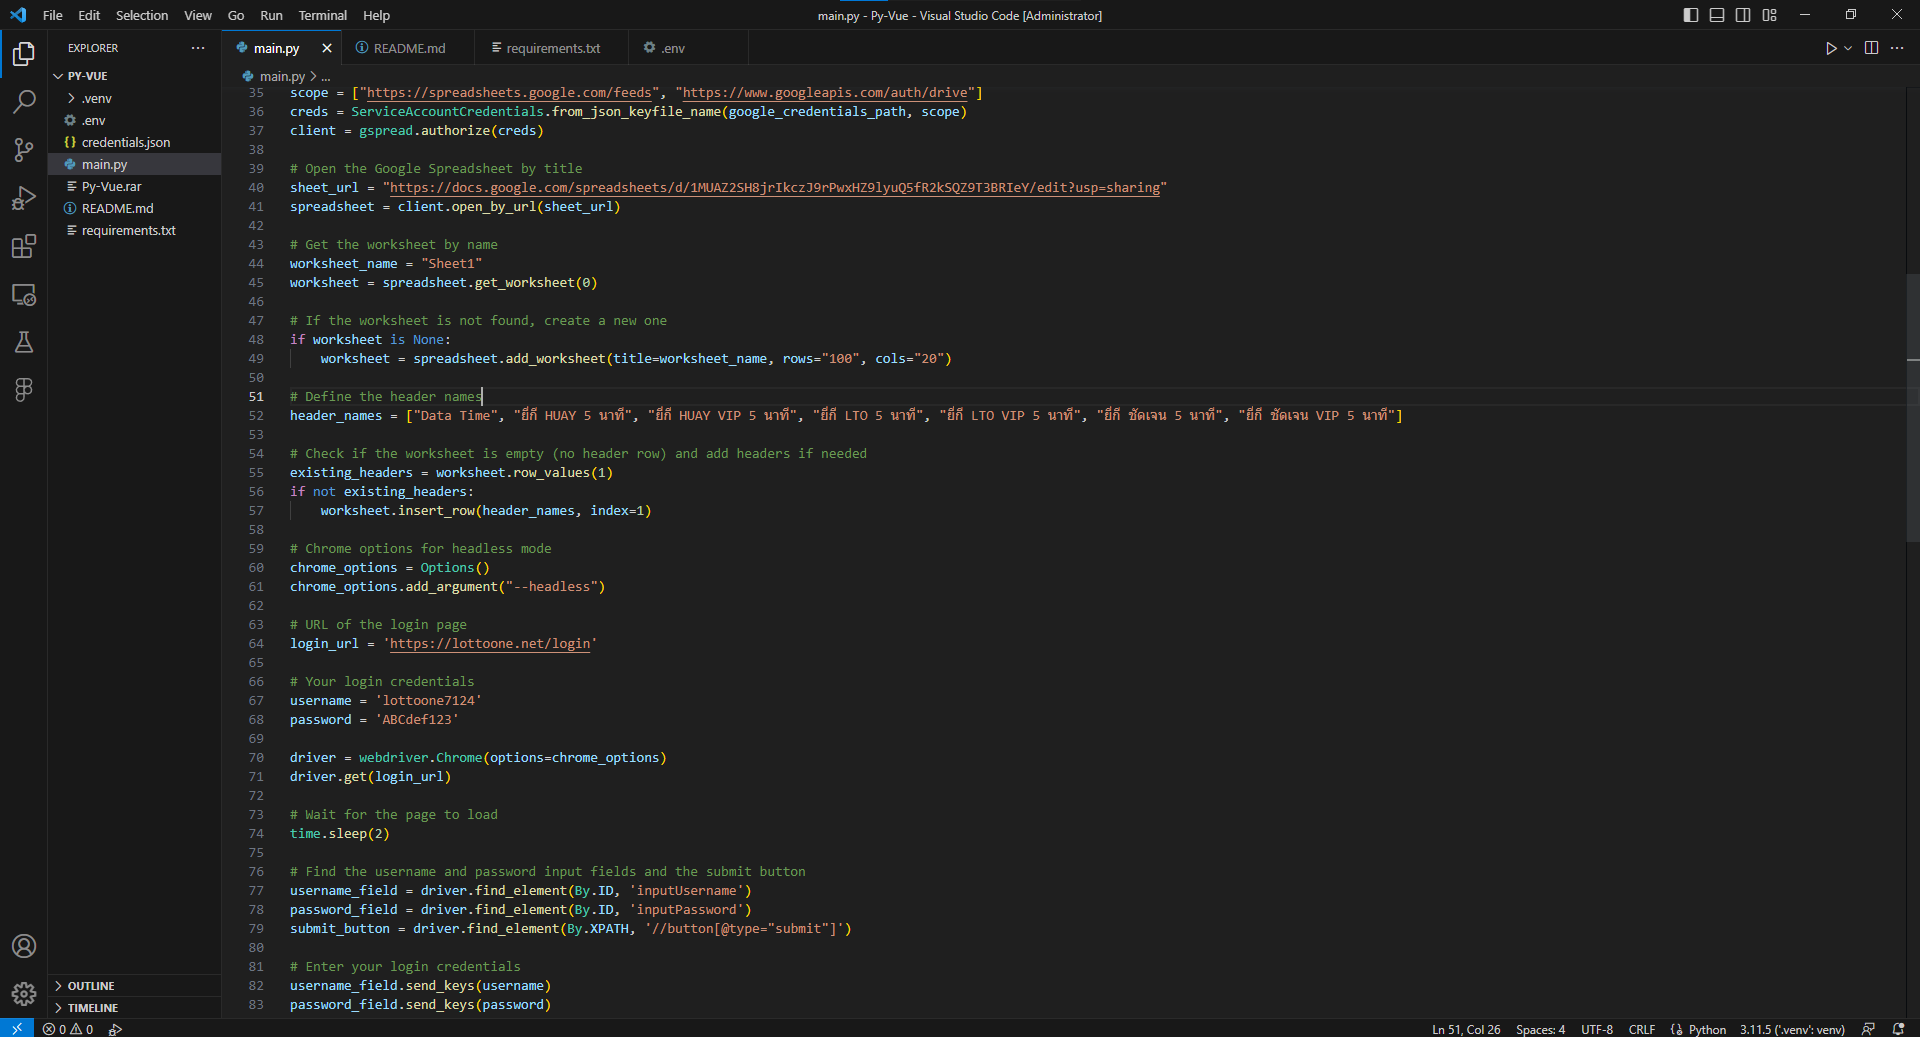 File Edit Selection View Go Run Terminal Help
main.py - Py-Vue - Visual Studio Code [Administrator]
EXPLORER
PY-VUE
.venv
.env
credentials.json
main.py
Py-Vue.rar
README.md
requirements.txt
OUTLINE
TIMELINE
main.py README.md requirements.txt .env
main.py > ...
35 scope = ["https://spreadsheets.google.com/feeds", "https://www.googleapis.com/auth/drive"]
36 creds = ServiceAccountCredentials.from_json_keyfile_name(google_credentials_path, scope)
37 client = gspread.authorize(creds)
38
39 # Open the Google Spreadsheet by title
40 sheet_url = "https://docs.google.com/spreadsheets/d/1MUAZ2SH8jrIkczJ9rPwxHZ9lyuQ5fR2kSQZ9T3BRIeY/edit?usp=sharing"
41 spreadsheet = client.open_by_url(sheet_url)
42
43 # Get the worksheet by name
44 worksheet_name = "Sheet1"
45 worksheet = spreadsheet.get_worksheet(0)
46
47 # If the worksheet is not found, create a new one
48 if worksheet is None:
49 worksheet = spreadsheet.add_worksheet(title=worksheet_name, rows="100", cols="20")
50
51 # Define the header names
52 header_names = ["Data Time", "ยี่กี HUAY 5 นาที", "ยี่กี HUAY VIP 5 นาที", "ยี่กี LTO 5 นาที", "ยี่กี LTO VIP 5 นาที", "ยี่กี ชัดเจน 5 นาที", "ยี่กี ชัดเจน VIP 5 นาที"]
53
54 # Check if the worksheet is empty (no header row) and add headers if needed
55 existing_headers = worksheet.row_values(1)
56 if not existing_headers:
57 worksheet.insert_row(header_names, index=1)
58
59 # Chrome options for headless mode
60 chrome_options = Options()
61 chrome_options.add_argument("--headless")
62
63 # URL of the login page
64 login_url = 'https://lottoone.net/login'
65
66 # Your login credentials
67 username = 'lottoone7124'
68 password = 'ABCdef123'
69
70 driver = webdriver.Chrome(options=chrome_options)
71 driver.get(login_url)
72
73 # Wait for the page to load
74 time.sleep(2)
75
76 # Find the username and password input fields and the submit button
77 username_field = driver.find_element(By.ID, 'inputUsername')
78 password_field = driver.find_element(By.ID, 'inputPassword')
79 submit_button = driver.find_element(By.XPATH, '//button[@type="submit"]')
80
81 # Enter your login credentials
82 username_field.send_keys(username)
83 password_field.send_keys(password)
0 0 Ln 51, Col 26 Spaces: 4 UTF-8 CRLF Python 3.11.5 ('.venv': venv)